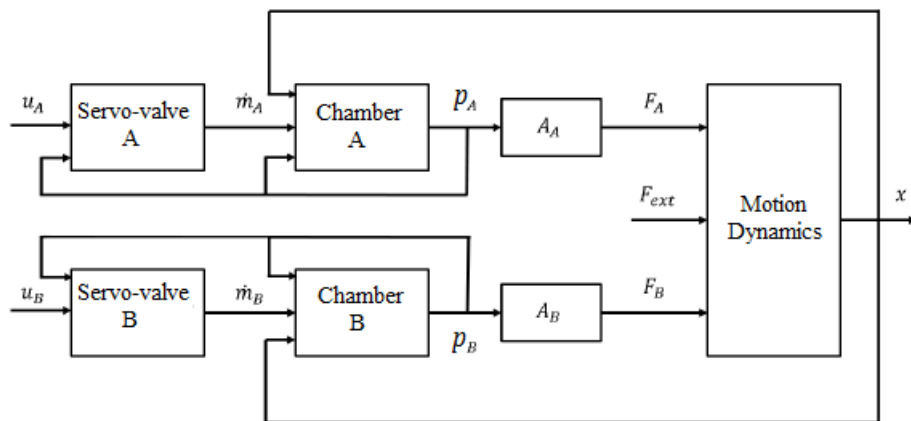 u_A
Servo-valve
A
ṁ_A
Chamber
A
p_A
A_A
F_A
F_ext
Motion
Dynamics
x
u_B
Servo-valve
B
ṁ_B
Chamber
B
p_B
A_B
F_B